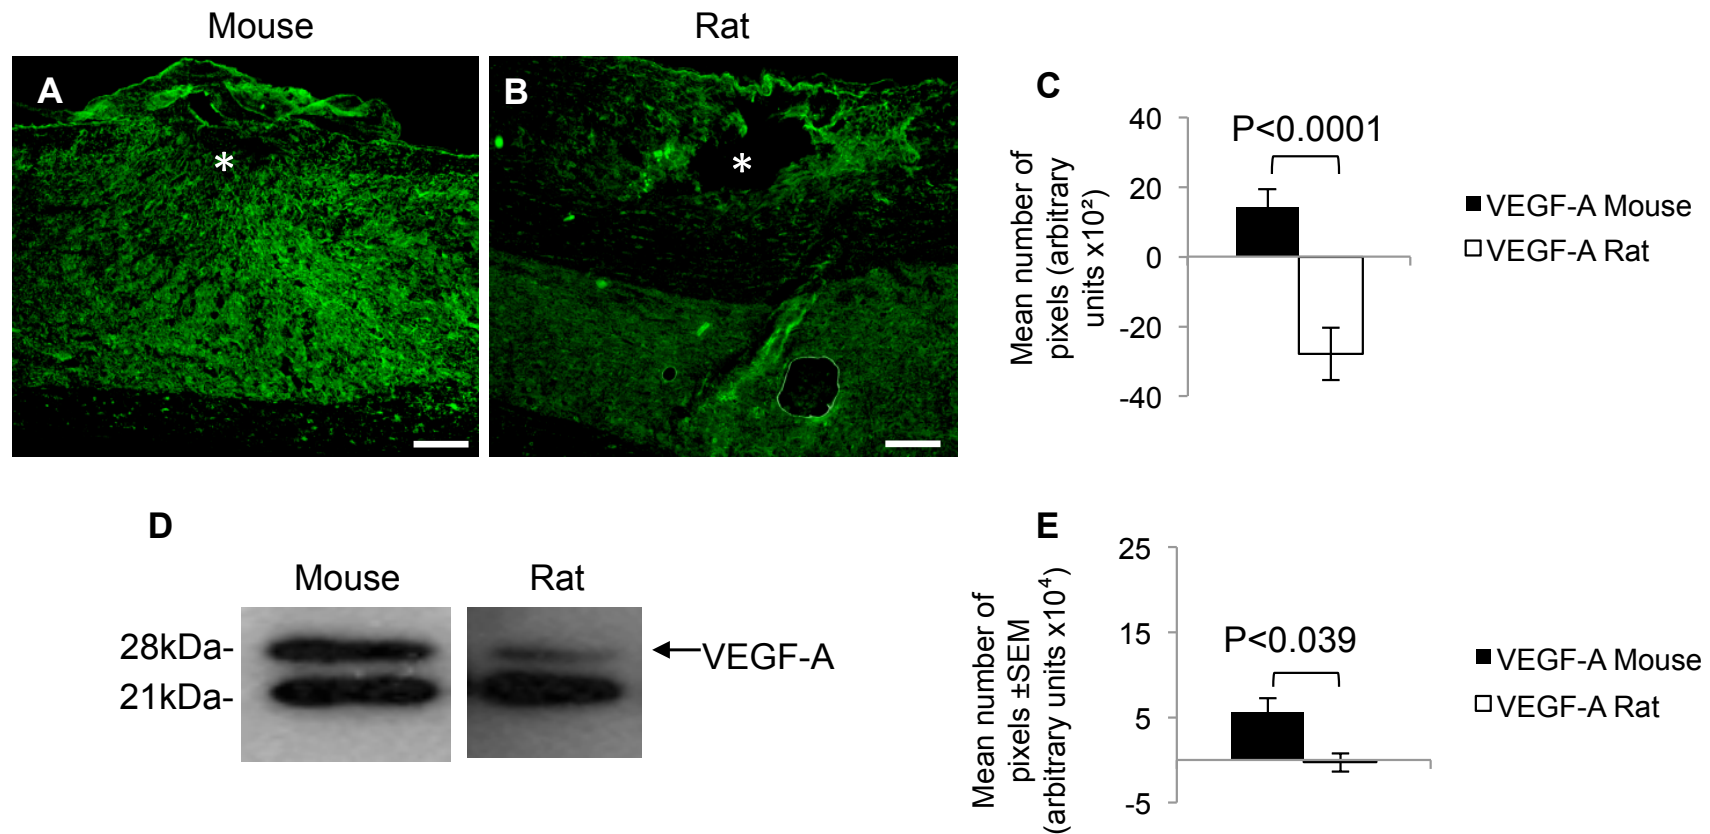 Mouse
Rat
A
*
B
*
C
40
20
0
-20
-40
Mean number of
pixels (arbitrary
units x10²)
P<0.0001
VEGF-A Mouse
VEGF-A Rat
D
Mouse
Rat
28kDa-
21kDa-
VEGF-A
E
25
15
5
-5
Mean number of
pixels ±SEM
(arbitrary units x10⁴)
P<0.039
VEGF-A Mouse
VEGF-A Rat